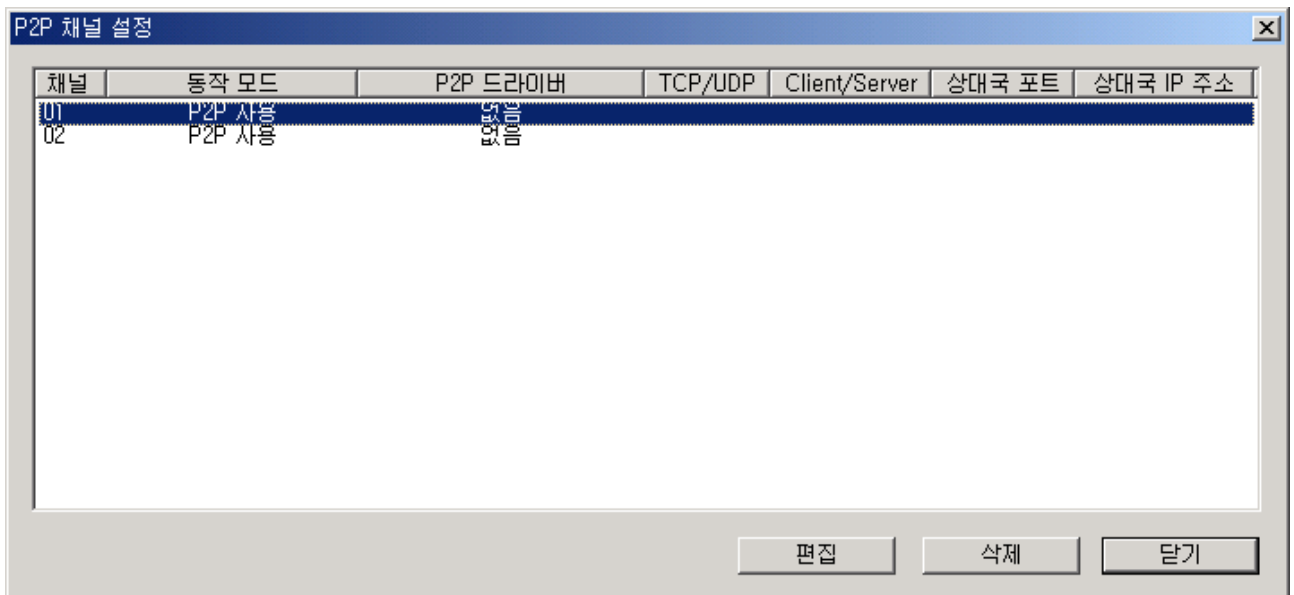 P2P 채널 설정
채널 동작 모드 P2P 드라이버 TCP/UDP Client/Server 상대국 포트 상대국 IP 주소
01 P2P 사용 없음
02 P2P 사용 없음
편집 삭제 닫기